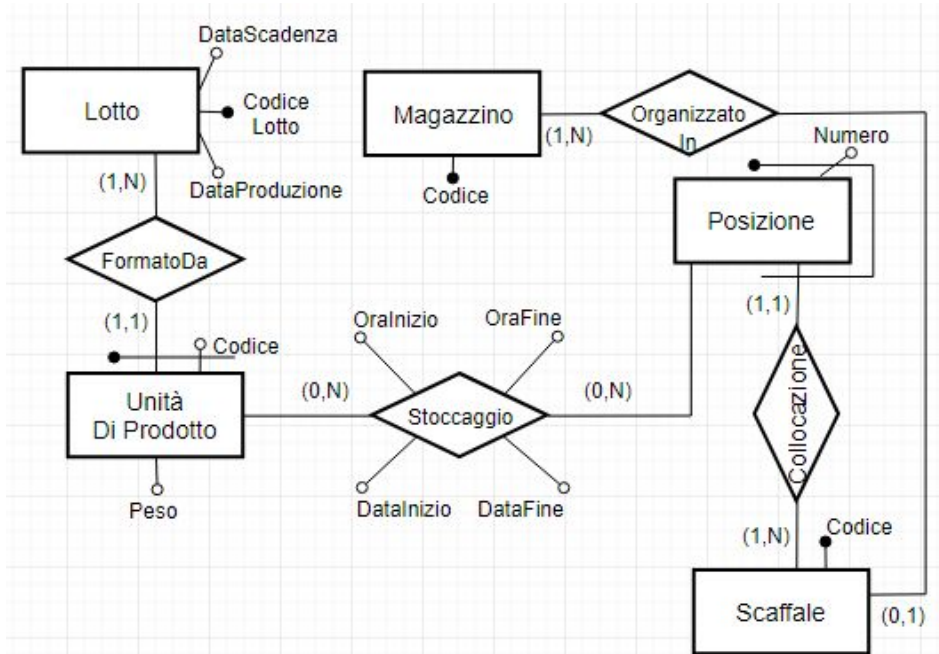 DataScadenza
Lotto
Codice
Lotto
DataProduzione
Magazzino
(1,N)
Organizzato
In
Numero
Codice
Posizione
(1,N)
FormatoDa
(1,1)
Codice
Unità
Di Prodotto
Peso
OraInizio
OraFine
(0,N)
Stoccaggio
(0,N)
DataInizio
DataFine
(1,1)
Collocazione
(1,N)
Codice
Scaffale
(0,1)